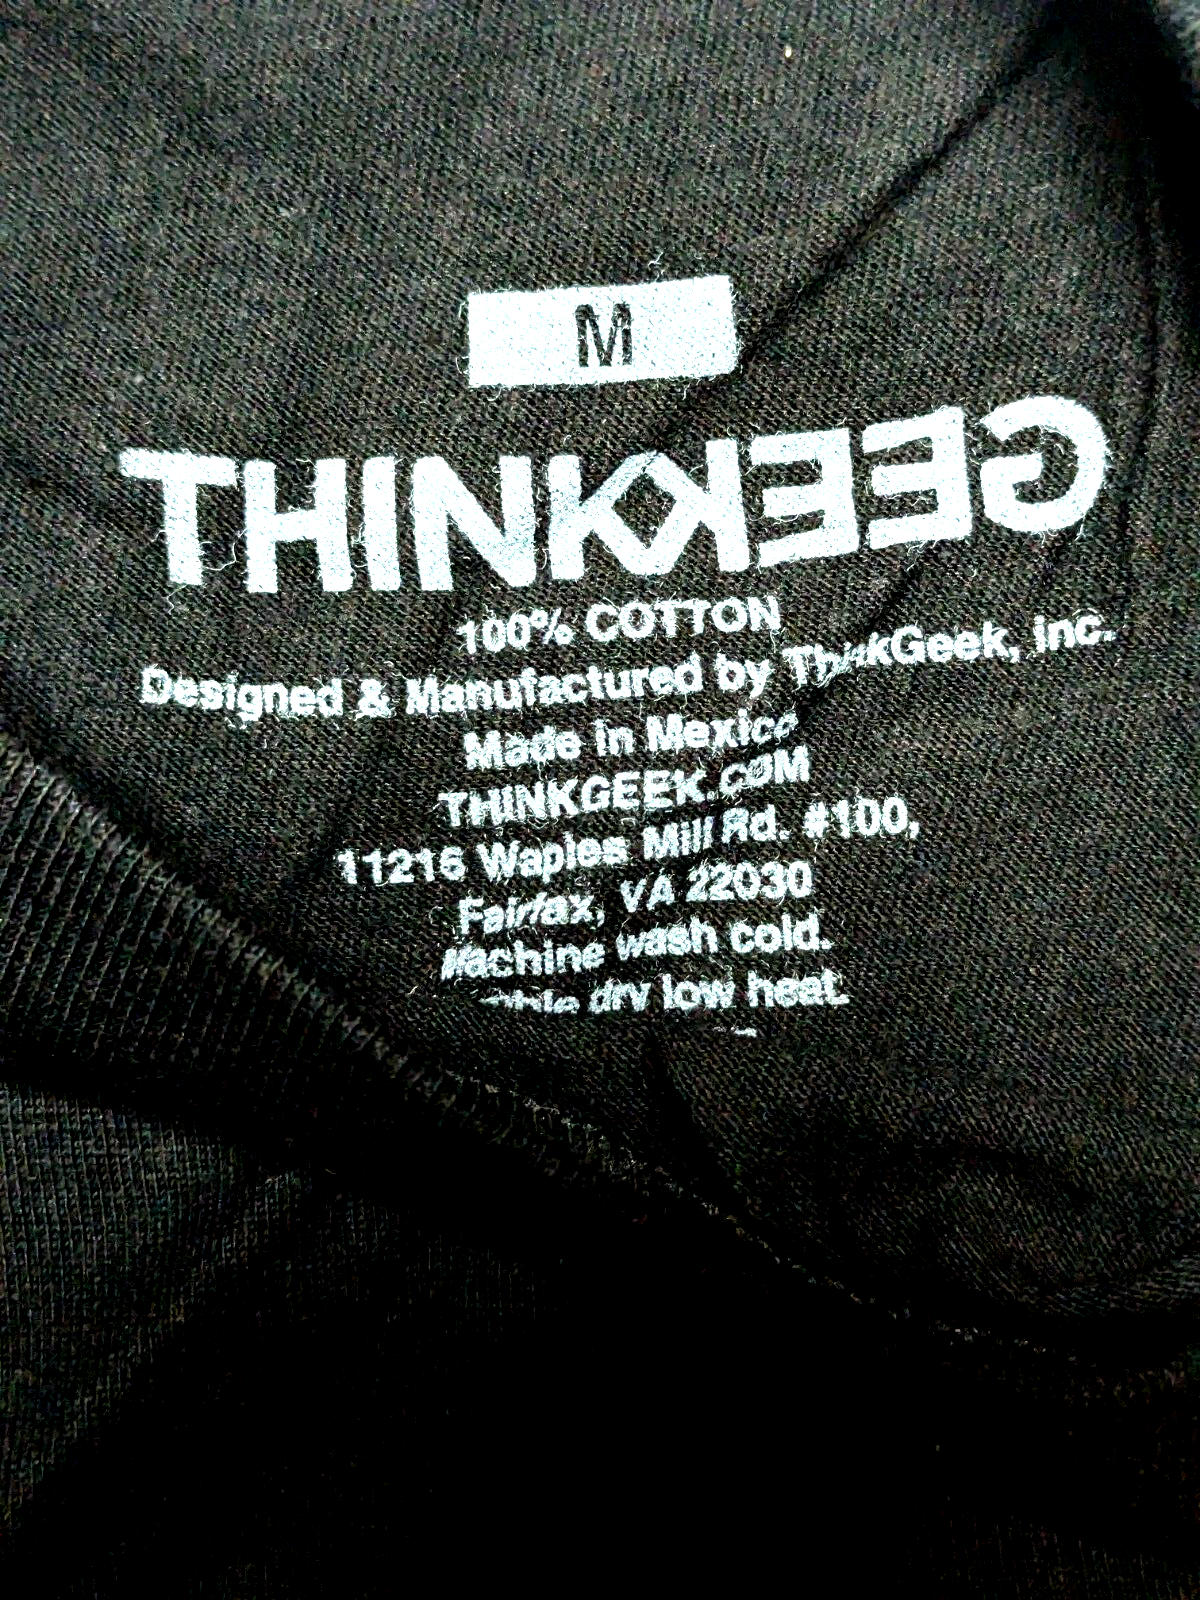 M
THINKGEEK
100% COTTON
Designed & Manufactured by ThinkGeek, Inc.
Made in Mexico
THINKGEEK.COM
11216 Waples Mill Rd. #100,
Fairfax, VA 22030
Machine wash cold.
dry low heat.